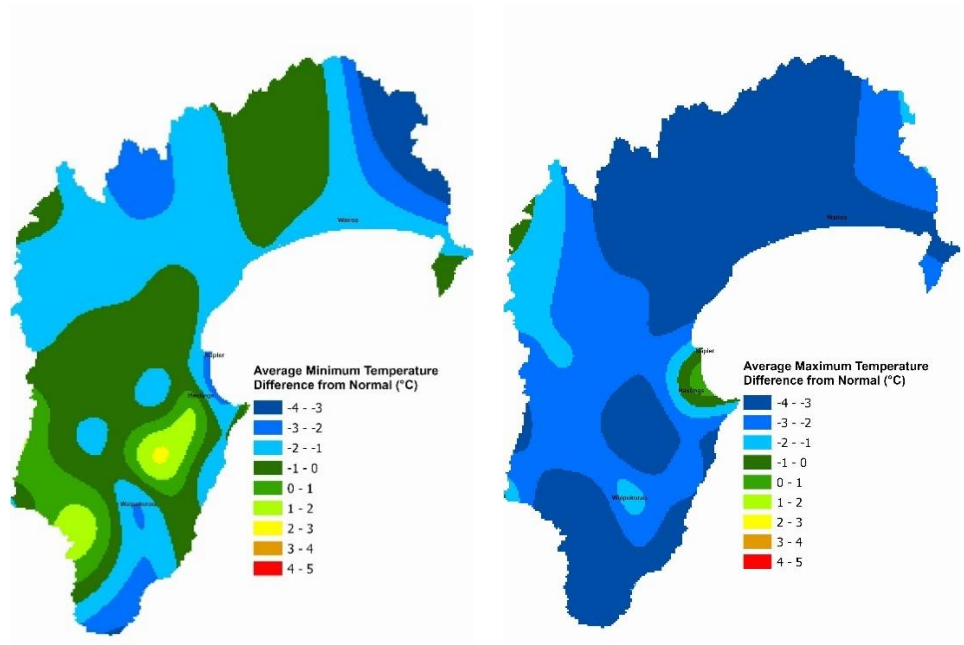 Wairoa
Napier
Hastings
Waipukurau
Average Minimum Temperature
Difference from Normal (°C)
-4 - -3
-3 - -2
-2 - -1
-1 - 0
0 - 1
1 - 2
2 - 3
3 - 4
4 - 5
Wairoa
Napier
Hastings
Waipukurau
Average Maximum Temperature
Difference from Normal (°C)
-4 - -3
-3 - -2
-2 - -1
-1 - 0
0 - 1
1 - 2
2 - 3
3 - 4
4 - 5